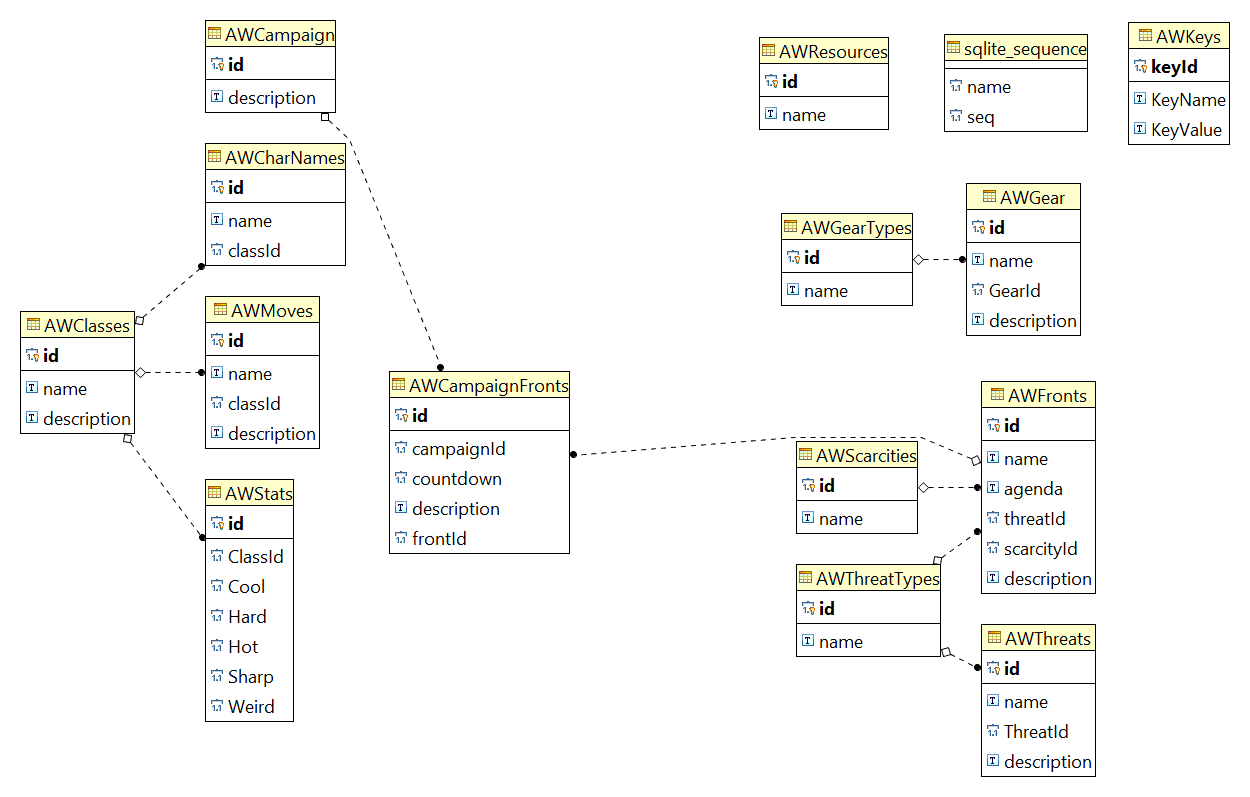 AWCampaign
id
description
AWCharNames
id
name
classId
AWClasses
id
name
description
AWMoves
id
name
classId
description
AWStats
id
ClassId
Cool
Hard
Hot
Sharp
Weird
AWCampaignFronts
id
campaignId
countdown
description
frontId
AWResources
id
name
sqlite_sequence
name
seq
AWKeys
keyId
KeyName
KeyValue
AWGearTypes
id
name
AWGear
id
name
GearId
description
AWScarcities
id
name
AWFronts
id
name
agenda
threatId
scarcityId
description
AWThreatTypes
id
name
AWThreats
id
name
ThreatId
description